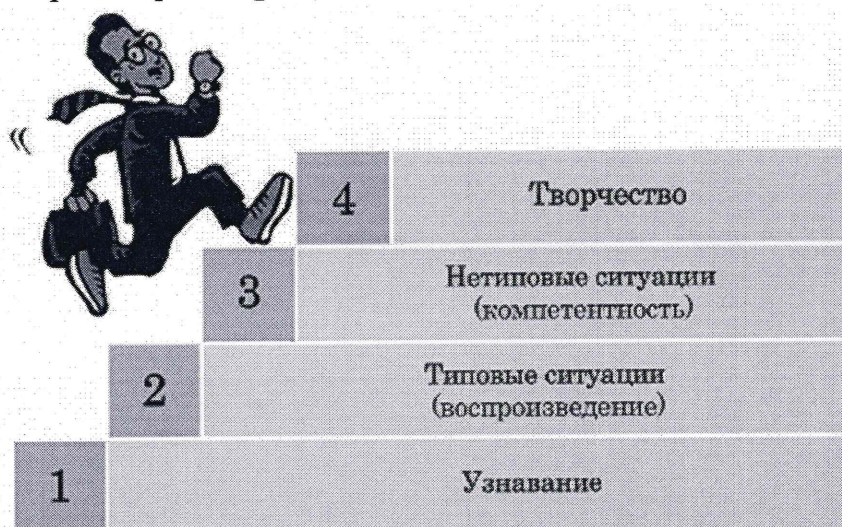 «
4 Творчество
3 Нетиповые ситуации
(компетентность)
2 Типовые ситуации
(воспроизведение)
1 Узнавание